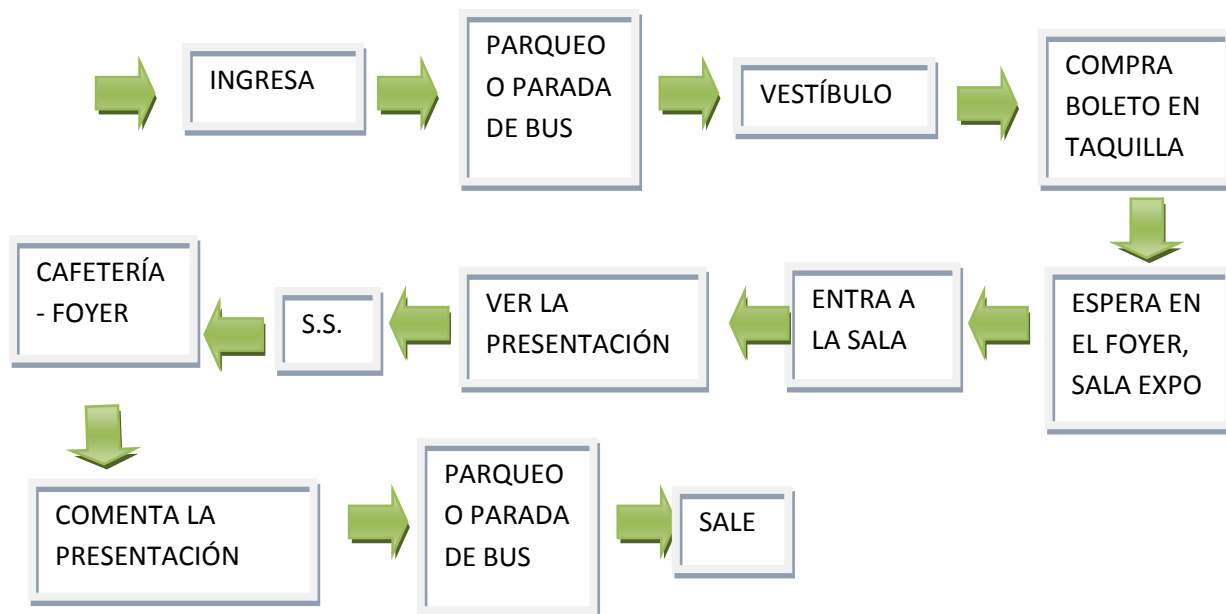 INGRESA
PARQUEO
O PARADA
DE BUS
VESTÍBULO
COMPRA
BOLETO EN
TAQUILLA
ESPERA EN
EL FOYER,
SALA EXPO
ENTRA A
LA SALA
VER LA
PRESENTACIÓN
S.S.
CAFETERÍA
- FOYER
COMENTA LA
PRESENTACIÓN
PARQUEO
O PARADA
DE BUS
SALE